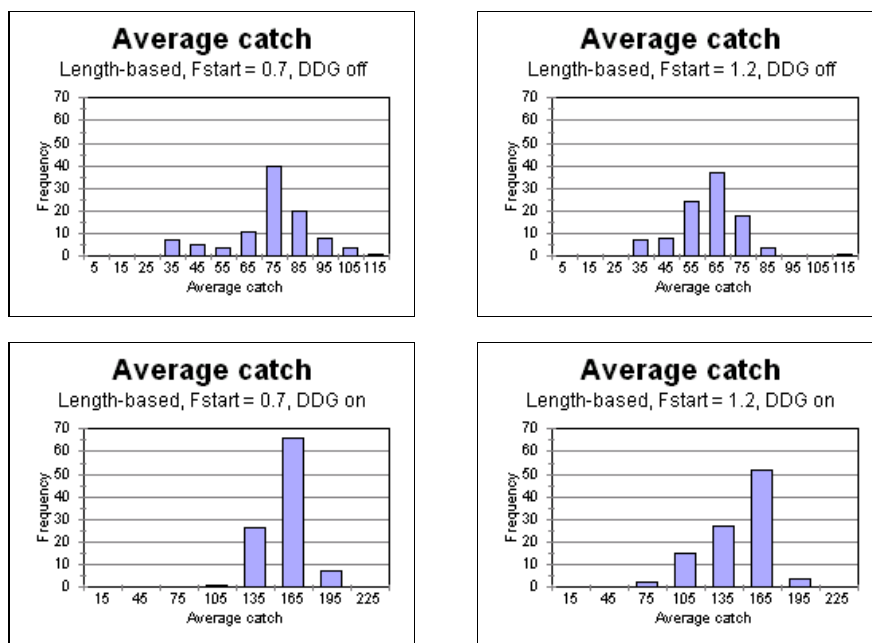 Average catch
Length-based, Fstart = 0.7, DDG off
70
60
50
40
30
20
10
0
Frequency
5 15 25 35 45 55 65 75 85 95 105 115
Average catch
Average catch
Length-based, Fstart = 1.2, DDG off
70
60
50
40
30
20
10
0
Frequency
5 15 25 35 45 55 65 75 85 95 105 115
Average catch
Average catch
Length-based, Fstart = 0.7, DDG on
70
60
50
40
30
20
10
0
Frequency
15 45 75 105 135 165 195 225
Average catch
Average catch
Length-based, Fstart = 1.2, DDG on
70
60
50
40
30
20
10
0
Frequency
15 45 75 105 135 165 195 225
Average catch